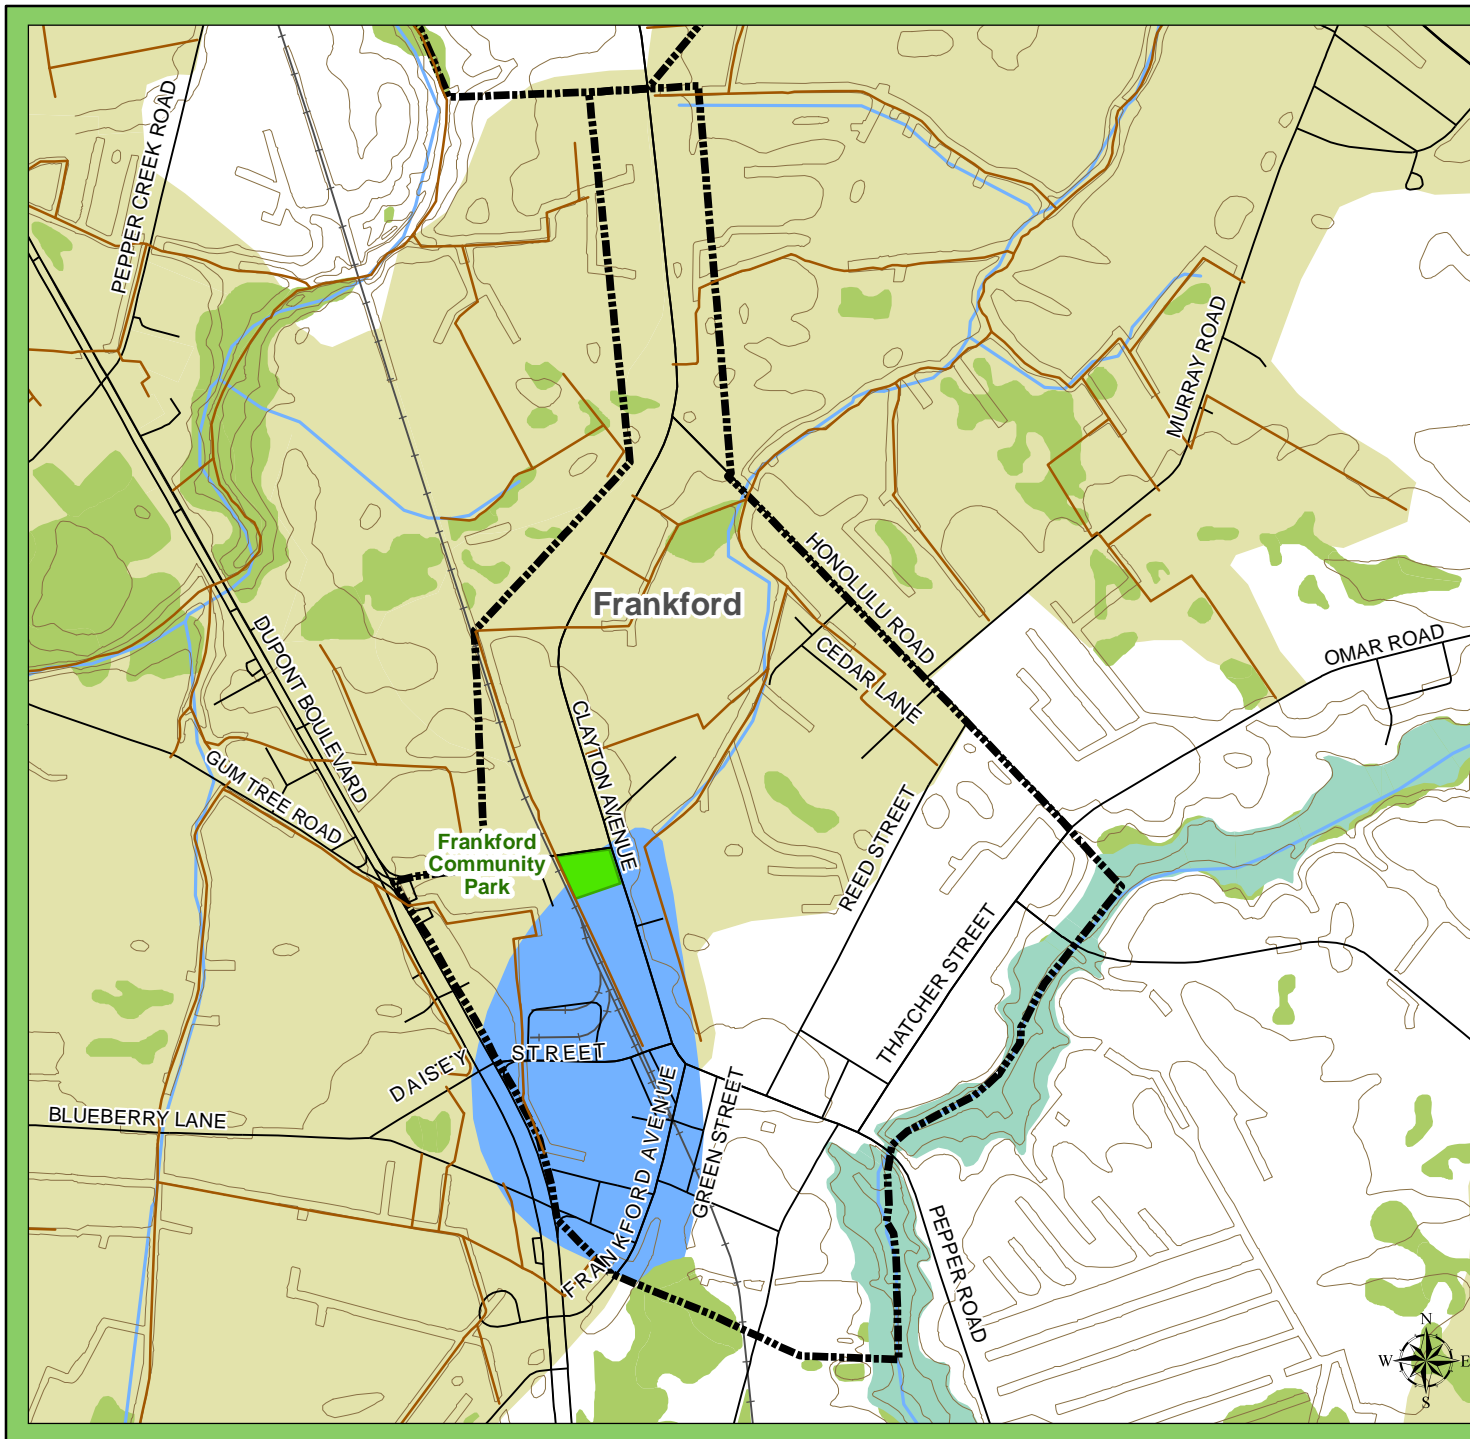 PEPPER CREEK ROAD
MURRAY ROAD
HONOLULU ROAD
Frankford
CEDAR LANE
OMAR ROAD
DUPONT BOULEVARD
CLAYTON AVENUE
GUM TREE ROAD
Frankford
Community
Park
REED STREET
THATCHER STREET
DAISEY STREET
BLUEBERRY LANE
FRANKFORD AVENUE
GREEN STREET
PEPPER ROAD
N
W E
S